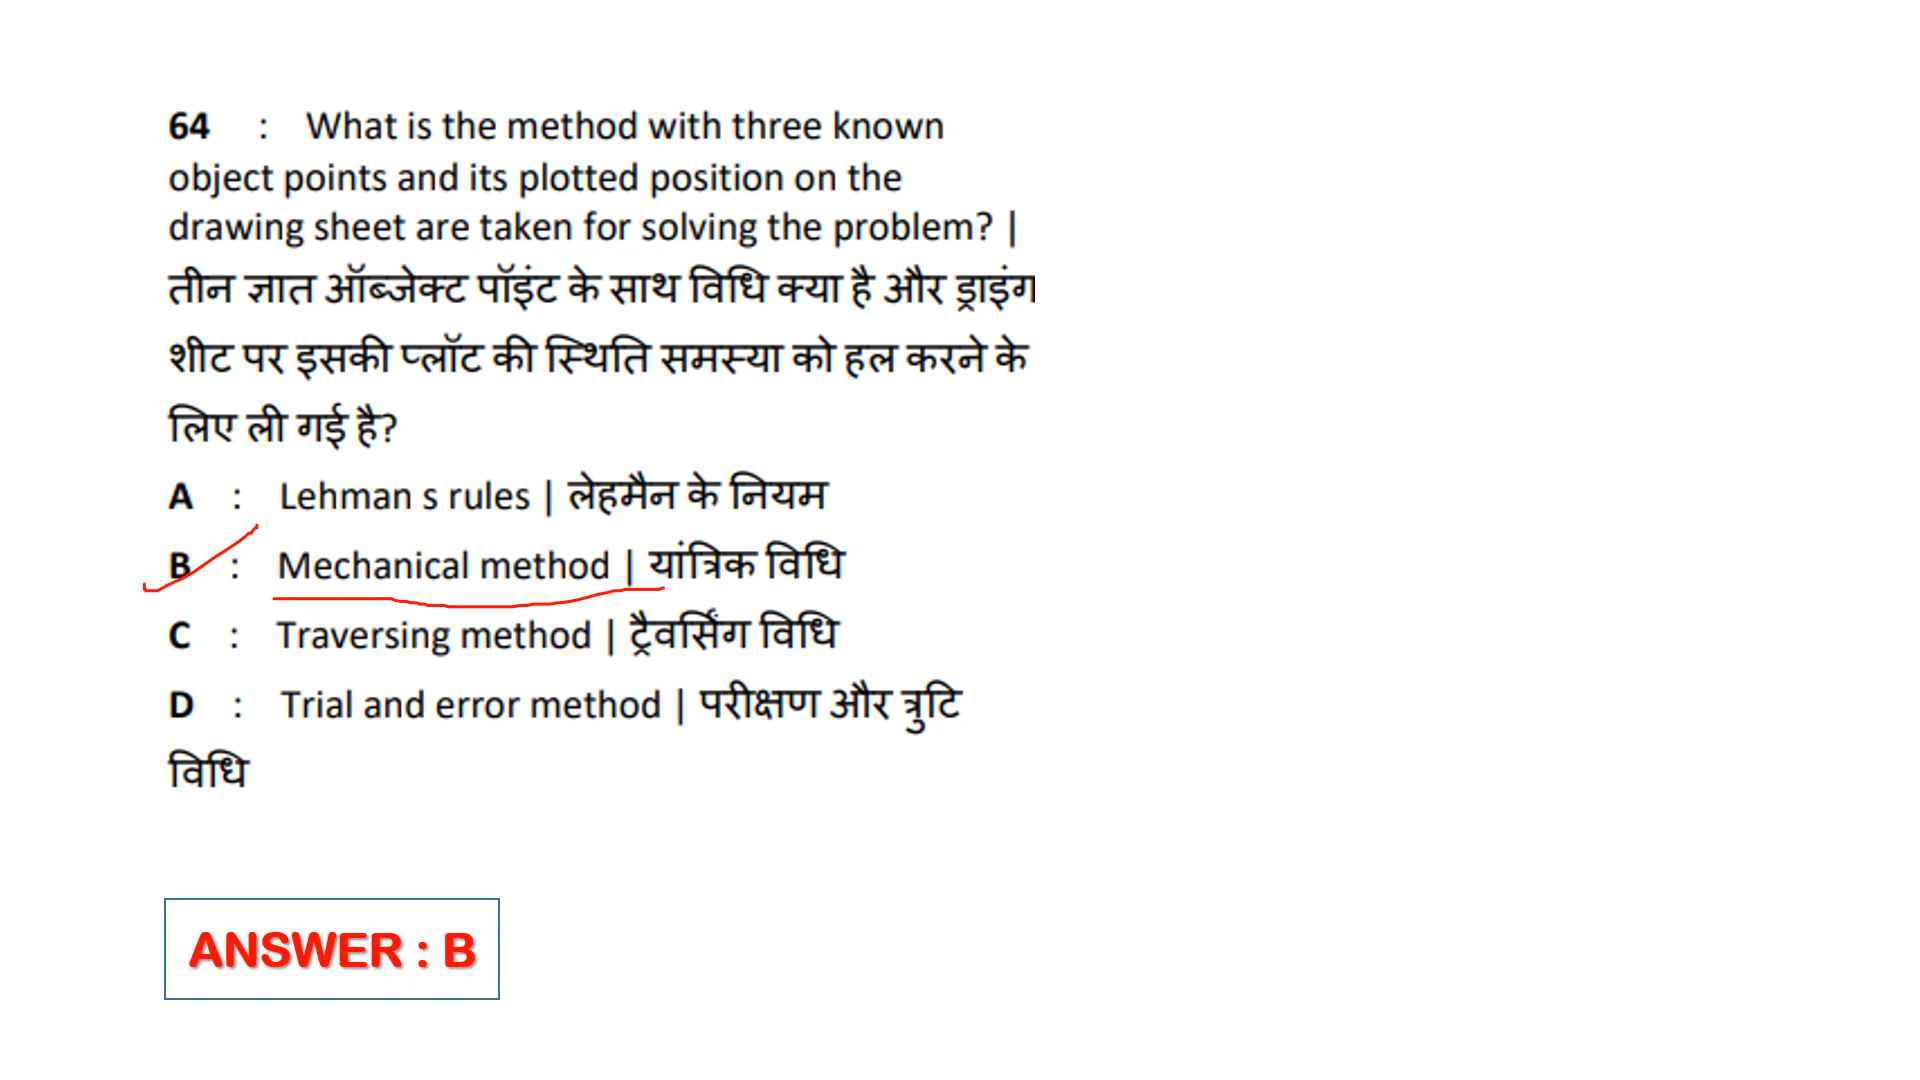 64 : What is the method with three known
object points and its plotted position on the
drawing sheet are taken for solving the problem? |
तीन ज्ञात ऑब्जेक्ट पॉइंट के साथ विधि क्या है और ड्राइंग
शीट पर इसकी प्लॉट की स्थिति समस्या को हल करने के
लिए ली गई है?
A : Lehman s rules | लेहमैन के नियम
B : Mechanical method | यांत्रिक विधि
C : Traversing method | ट्रैवर्सिंग विधि
D : Trial and error method | परीक्षण और त्रुटि
विधि
ANSWER : B